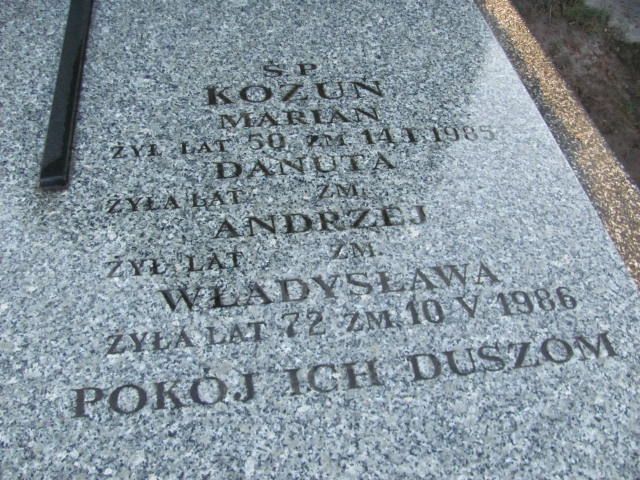 Ś.P.
KOZUN
MARIAN
ŻYŁ LAT 50 ZM. 14.I.1985
DANUTA
ŻYŁA LAT ZM.
ANDRZEJ
ŻYŁ LAT ZM.
WŁADYSŁAWA
ŻYŁA LAT 72 ZM. 10.V.1986
POKÓJ ICH DUSZOM